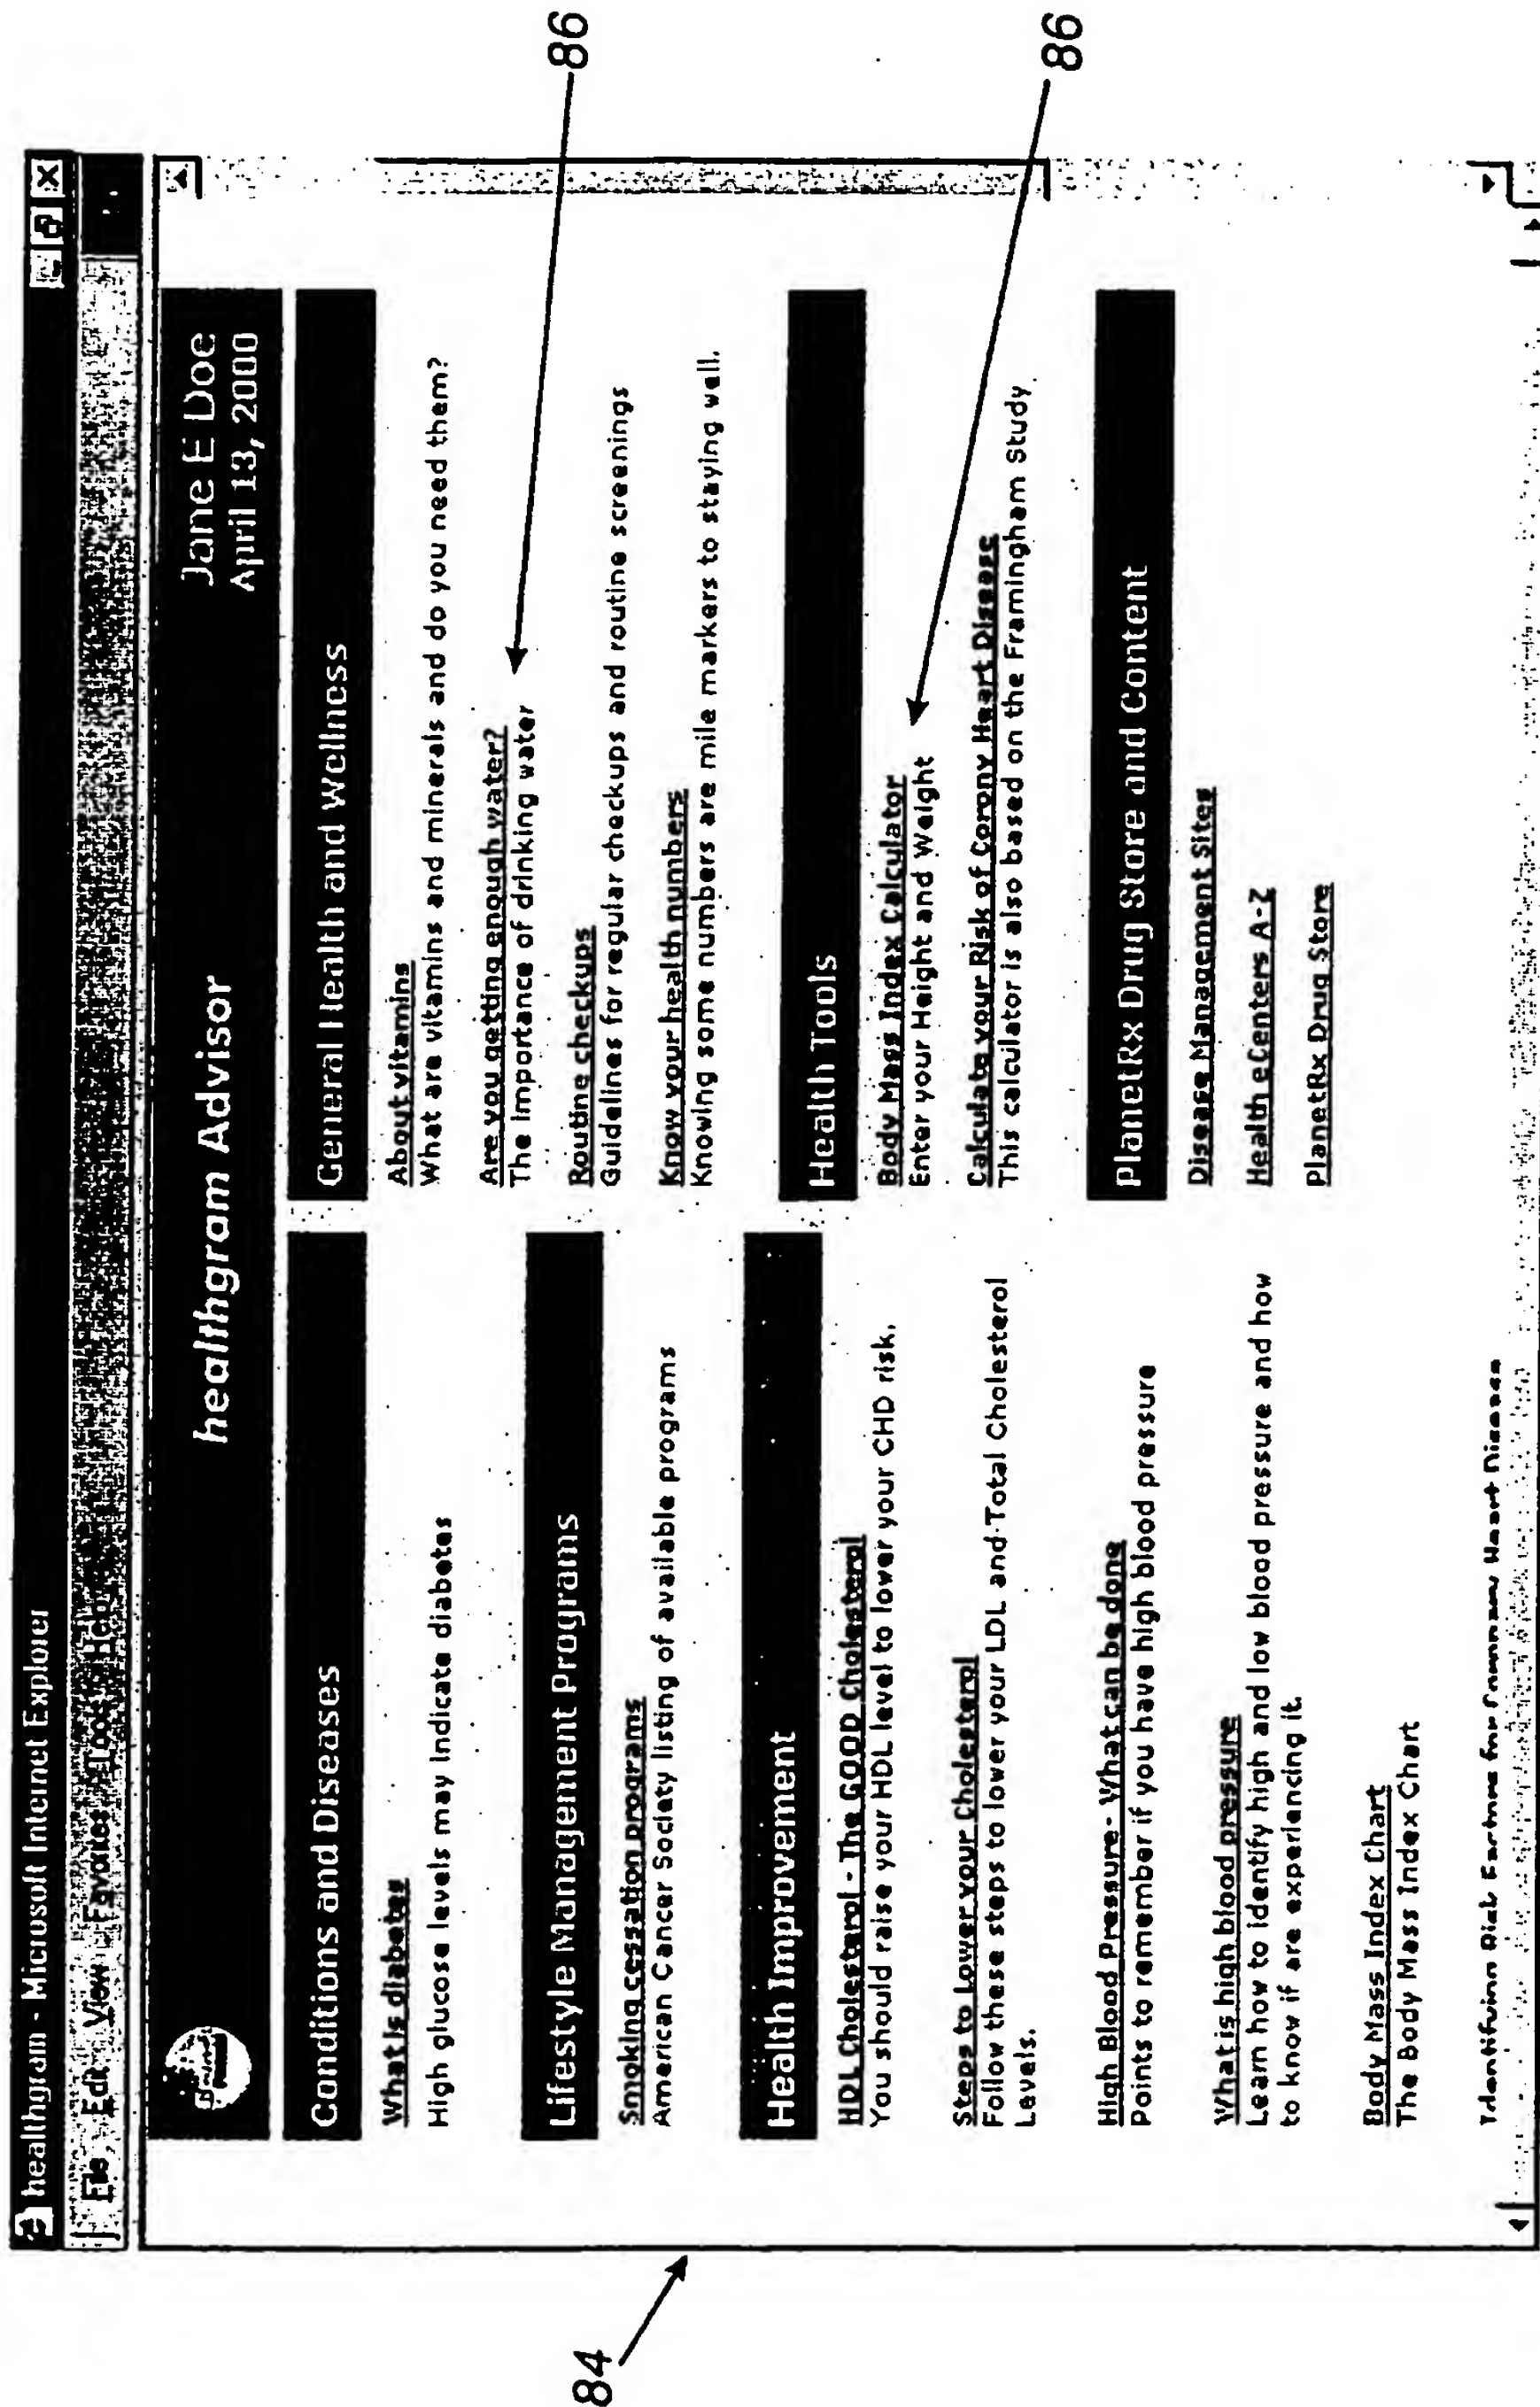 healthgram - Microsoft Internet Explorer
File Edit View Favorites Tools Help
healthgram Advisor
Jane E Doe
April 13, 2000
Conditions and Diseases
What is diabetes
High glucose levels may indicate diabetes
Lifestyle Management Programs
Smoking cessation programs
American Cancer Society listing of available programs
Health Improvement
HDL Cholesterol - The GOOD Cholesterol
You should raise your HDL level to lower your CHD risk.
Steps to Lower your Cholesterol
Follow these steps to lower your LDL and Total Cholesterol
Levels.
High Blood Pressure - What can be done
Points to remember if you have high blood pressure
What is high blood pressure
Learn how to identify high and low blood pressure and how
to know if are experiencing it.
Body Mass Index Chart
The Body Mass Index Chart
Identifying Risk Factors for Coronary Heart Disease
General Health and Wellness
About vitamins
What are vitamins and minerals and do you need them?
Are you getting enough water?
The Importance of drinking water
Routine checkups
Guidelines for regular checkups and routine screenings
Know your health numbers
Knowing some numbers are mile markers to staying well.
Health Tools
Body Mass Index Calculator
Enter your Height and Weight
Calculate your Risk of Corony Heart Disease
This calculator is also based on the Framingham Study
PlanetRx Drug Store and Content
Disease Management Sites
Health eCenters A-Z
PlanetRx Drug Store
84
86
86